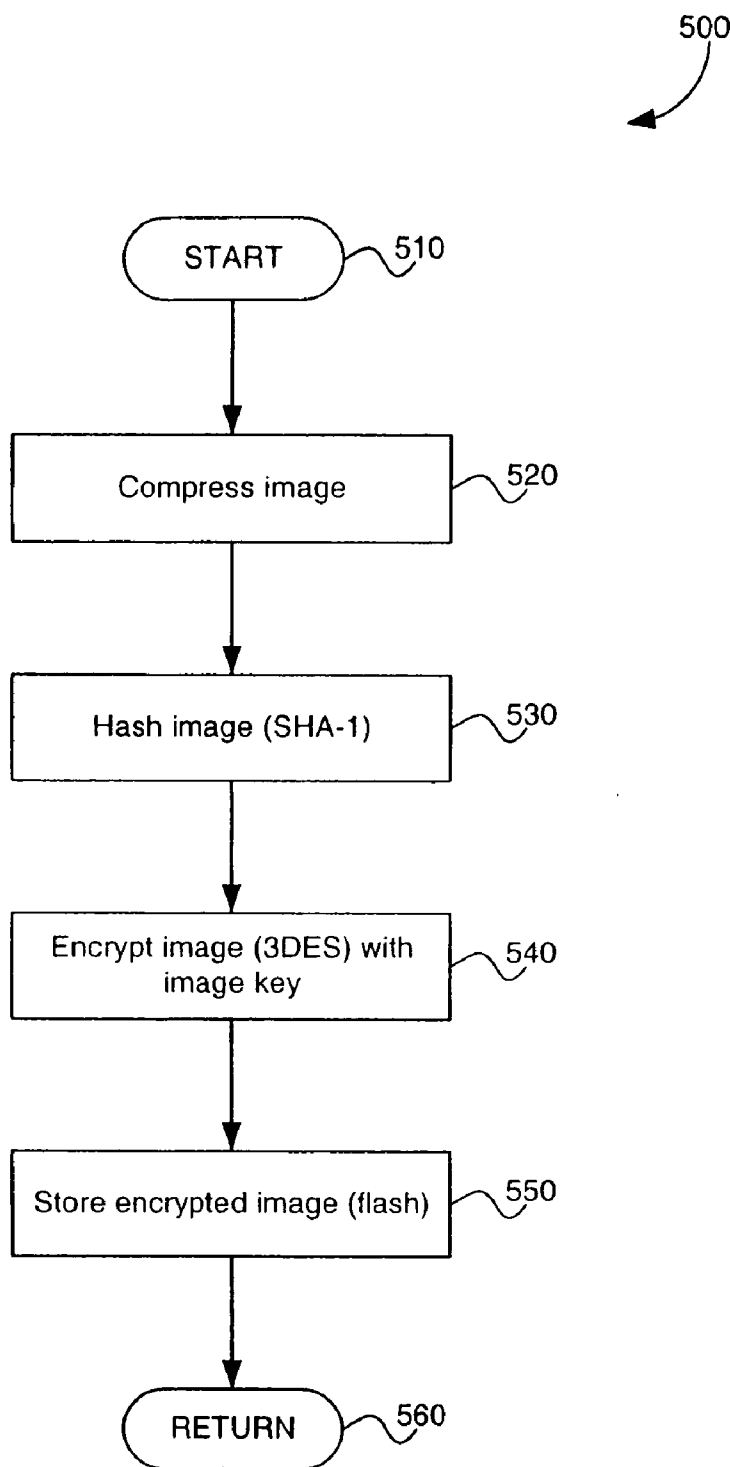 500
START
510
Compress image
520
Hash image (SHA-1)
530
Encrypt image (3DES) with
image key
540
Store encrypted image (flash)
550
RETURN
560